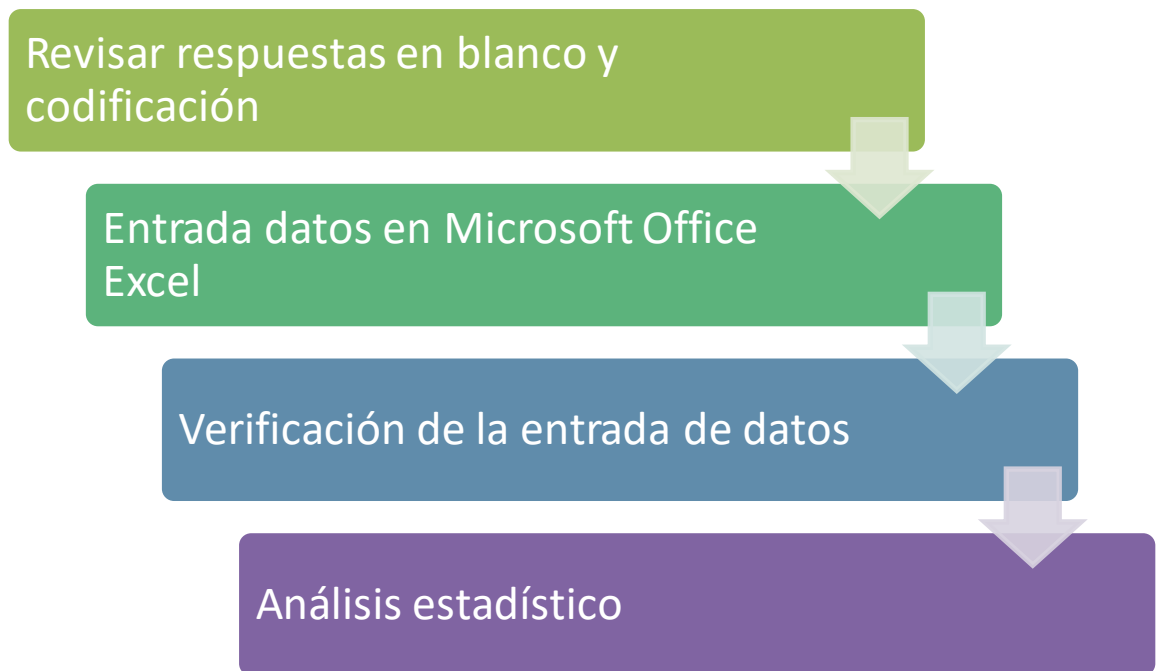 Revisar respuestas en blanco y
codificación
Entrada datos en Microsoft Office
Excel
Verificación de la entrada de datos
Análisis estadístico